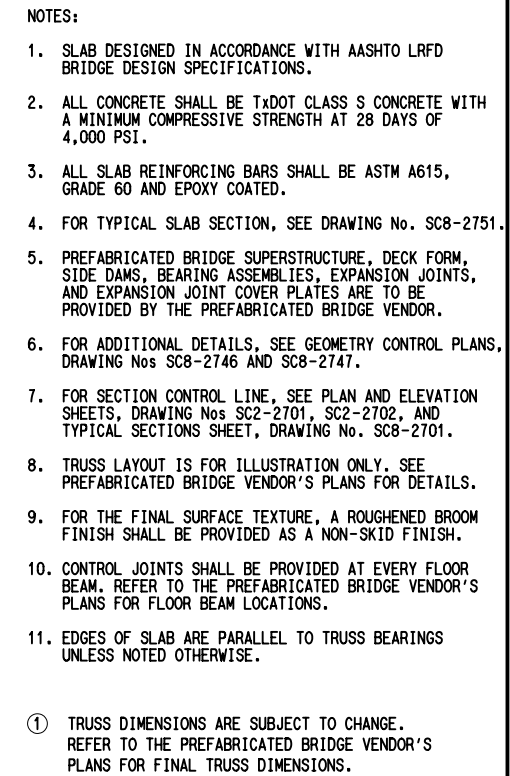 NOTES:
1. SLAB DESIGNED IN ACCORDANCE WITH AASHTO LRFD
BRIDGE DESIGN SPECIFICATIONS.
2. ALL CONCRETE SHALL BE TxDOT CLASS S CONCRETE WITH
A MINIMUM COMPRESSIVE STRENGTH AT 28 DAYS OF
4,000 PSI.
3. ALL SLAB REINFORCING BARS SHALL BE ASTM A615,
GRADE 60 AND EPOXY COATED.
4. FOR TYPICAL SLAB SECTION, SEE DRAWING No. SC8-2751.
5. PREFABRICATED BRIDGE SUPERSTRUCTURE, DECK FORM,
SIDE DAMS, BEARING ASSEMBLIES, EXPANSION JOINTS,
AND EXPANSION JOINT COVER PLATES ARE TO BE
PROVIDED BY THE PREFABRICATED BRIDGE VENDOR.
6. FOR ADDITIONAL DETAILS, SEE GEOMETRY CONTROL PLANS,
DRAWING Nos SC8-2746 AND SC8-2747.
7. FOR SECTION CONTROL LINE, SEE PLAN AND ELEVATION
SHEETS, DRAWING Nos SC2-2701, SC2-2702, AND
TYPICAL SECTIONS SHEET, DRAWING No. SC8-2701.
8. TRUSS LAYOUT IS FOR ILLUSTRATION ONLY. SEE
PREFABRICATED BRIDGE VENDOR'S PLANS FOR DETAILS.
9. FOR THE FINAL SURFACE TEXTURE, A ROUGHENED BROOM
FINISH SHALL BE PROVIDED AS A NON-SKID FINISH.
10. CONTROL JOINTS SHALL BE PROVIDED AT EVERY FLOOR
BEAM. REFER TO THE PREFABRICATED BRIDGE VENDOR'S
PLANS FOR FLOOR BEAM LOCATIONS.
11. EDGES OF SLAB ARE PARALLEL TO TRUSS BEARINGS
UNLESS NOTED OTHERWISE.
① TRUSS DIMENSIONS ARE SUBJECT TO CHANGE.
REFER TO THE PREFABRICATED BRIDGE VENDOR'S
PLANS FOR FINAL TRUSS DIMENSIONS.